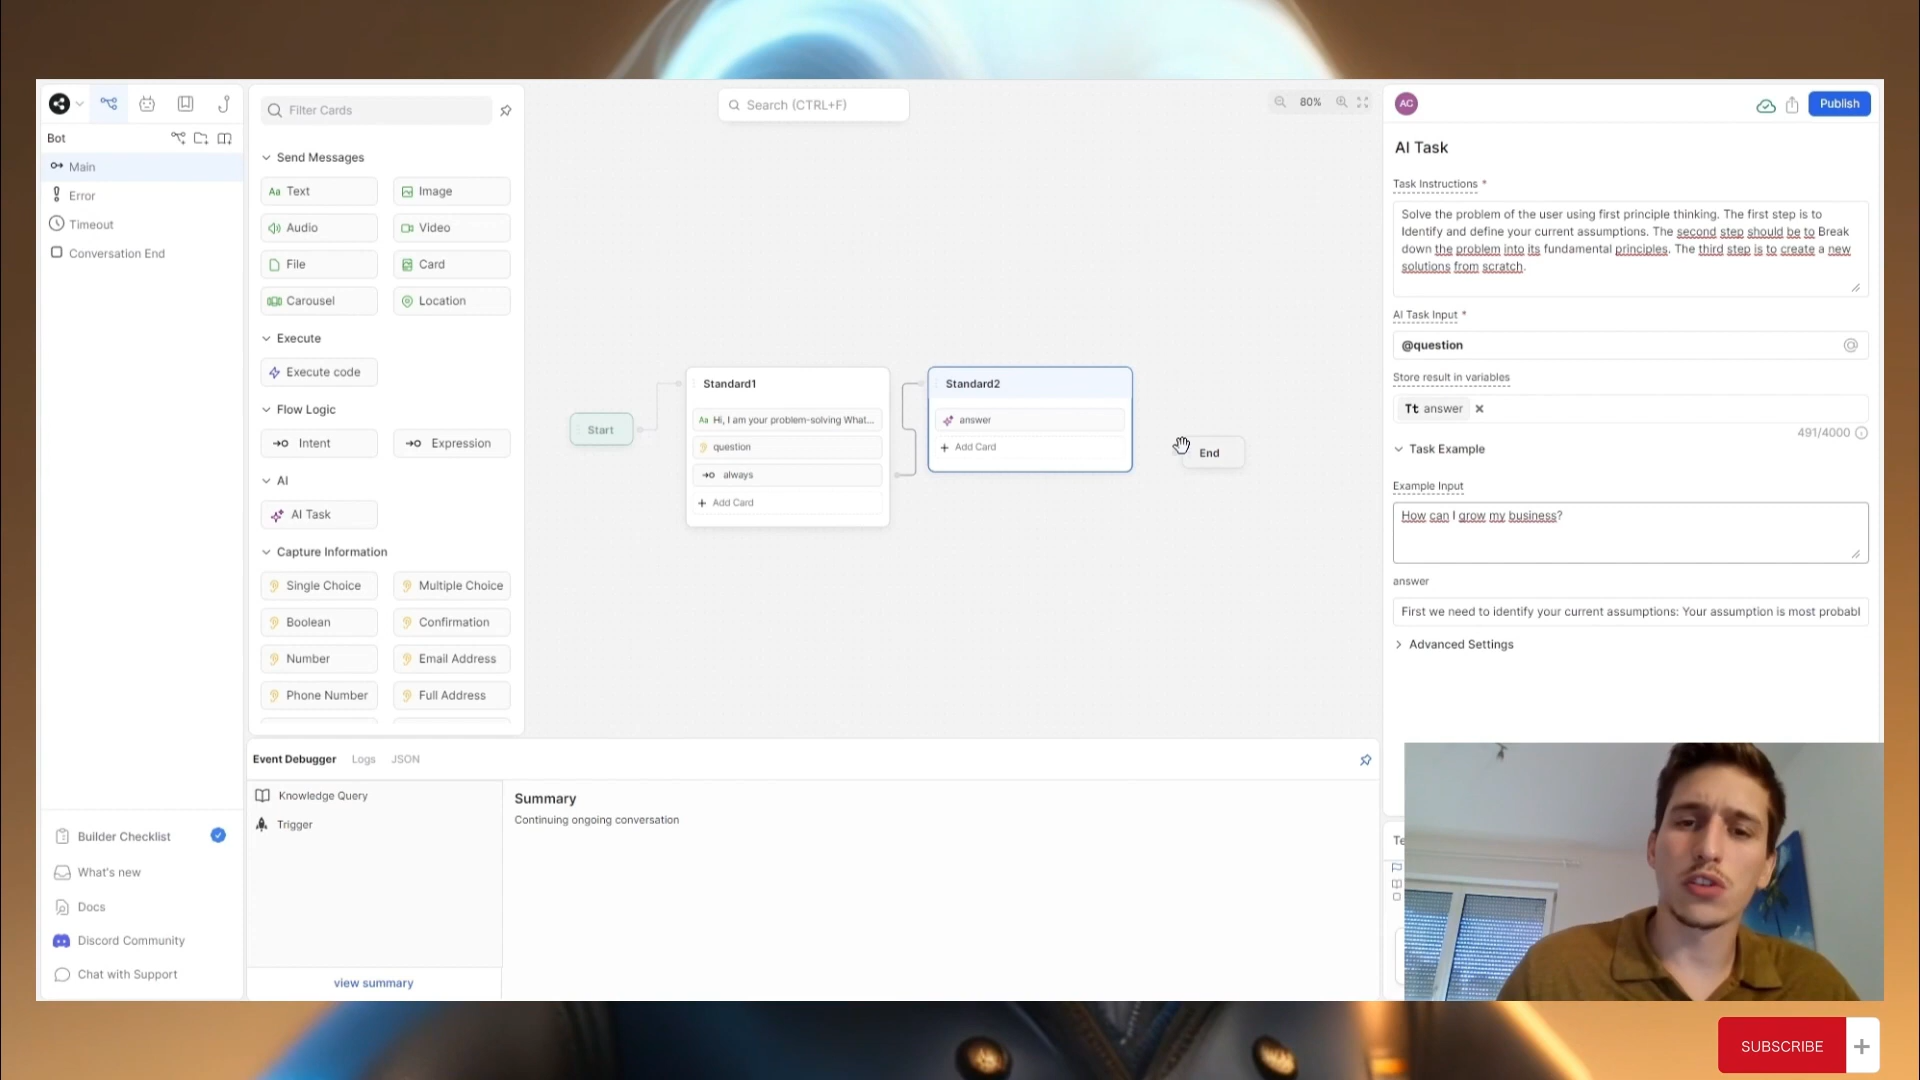 Filter Cards
Search (CTRL+F)
80%
AC
Publish
Bot
Main
Error
Timeout
Conversation End
Send Messages
Aa Text
Image
Audio
Video
File
Card
Carousel
Location
Execute
Execute code
Flow Logic
Intent
Expression
AI
AI Task
Capture Information
Single Choice
Multiple Choice
Boolean
Confirmation
Number
Email Address
Phone Number
Full Address
Start
Standard1
Aa Hi, I am your problem-solving What...
question
always
+ Add Card
Standard2
answer
+ Add Card
End
AI Task
Task Instructions *
Solve the problem of the user using first principle thinking. The first step is to
Identify and define your current assumptions. The second step should be to Break
down the problem into its fundamental principles. The third step is to create a new
solutions from scratch.
AI Task Input *
@question
@
Store result in variables
Tt answer ×
491/4000
Task Example
Example Input
How can I grow my business?
answer
First we need to identify your current assumptions: Your assumption is most probabl
Advanced Settings
Event Debugger Logs JSON
Knowledge Query
Trigger
view summary
Summary
Continuing ongoing conversation
Builder Checklist
What's new
Docs
Discord Community
Chat with Support
Te
SUBSCRIBE +